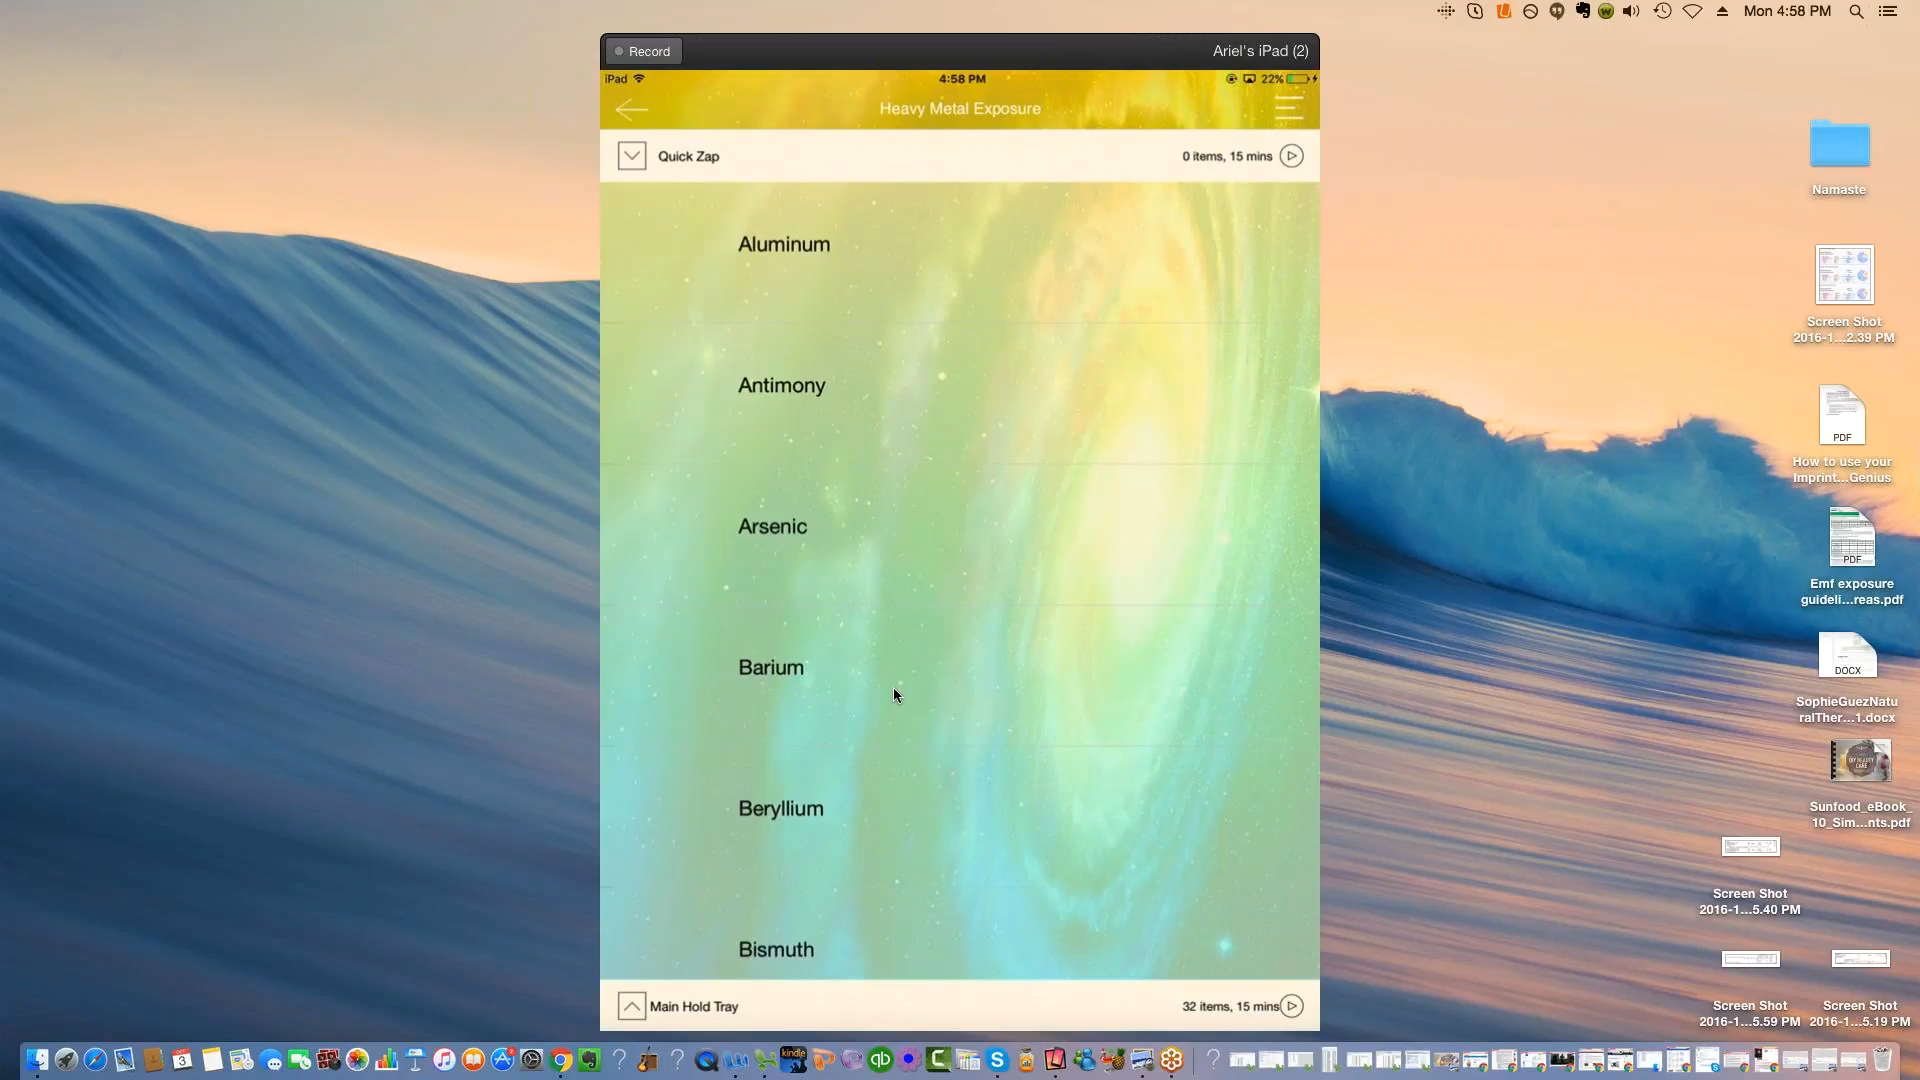 Mon 4:58 PM
Record
Ariel's iPad (2)
iPad
4:58 PM
22%
Heavy Metal Exposure
Quick Zap
0 items, 15 mins
Aluminum
Antimony
Arsenic
Barium
Beryllium
Bismuth
Main Hold Tray
32 items, 15 mins
Namaste
Screen Shot
2016-1...2.39 PM
PDF
How to use your
Imprint...Genius
PDF
Emf exposure
guideli...reas.pdf
DOCX
SophieGuezNatu
ralTher...1.docx
Sunfood_eBook_
10_Sim...nts.pdf
Screen Shot
2016-1...5.40 PM
Screen Shot
2016-1...5.59 PM
Screen Shot
2016-1...5.19 PM
3
kindle
qb